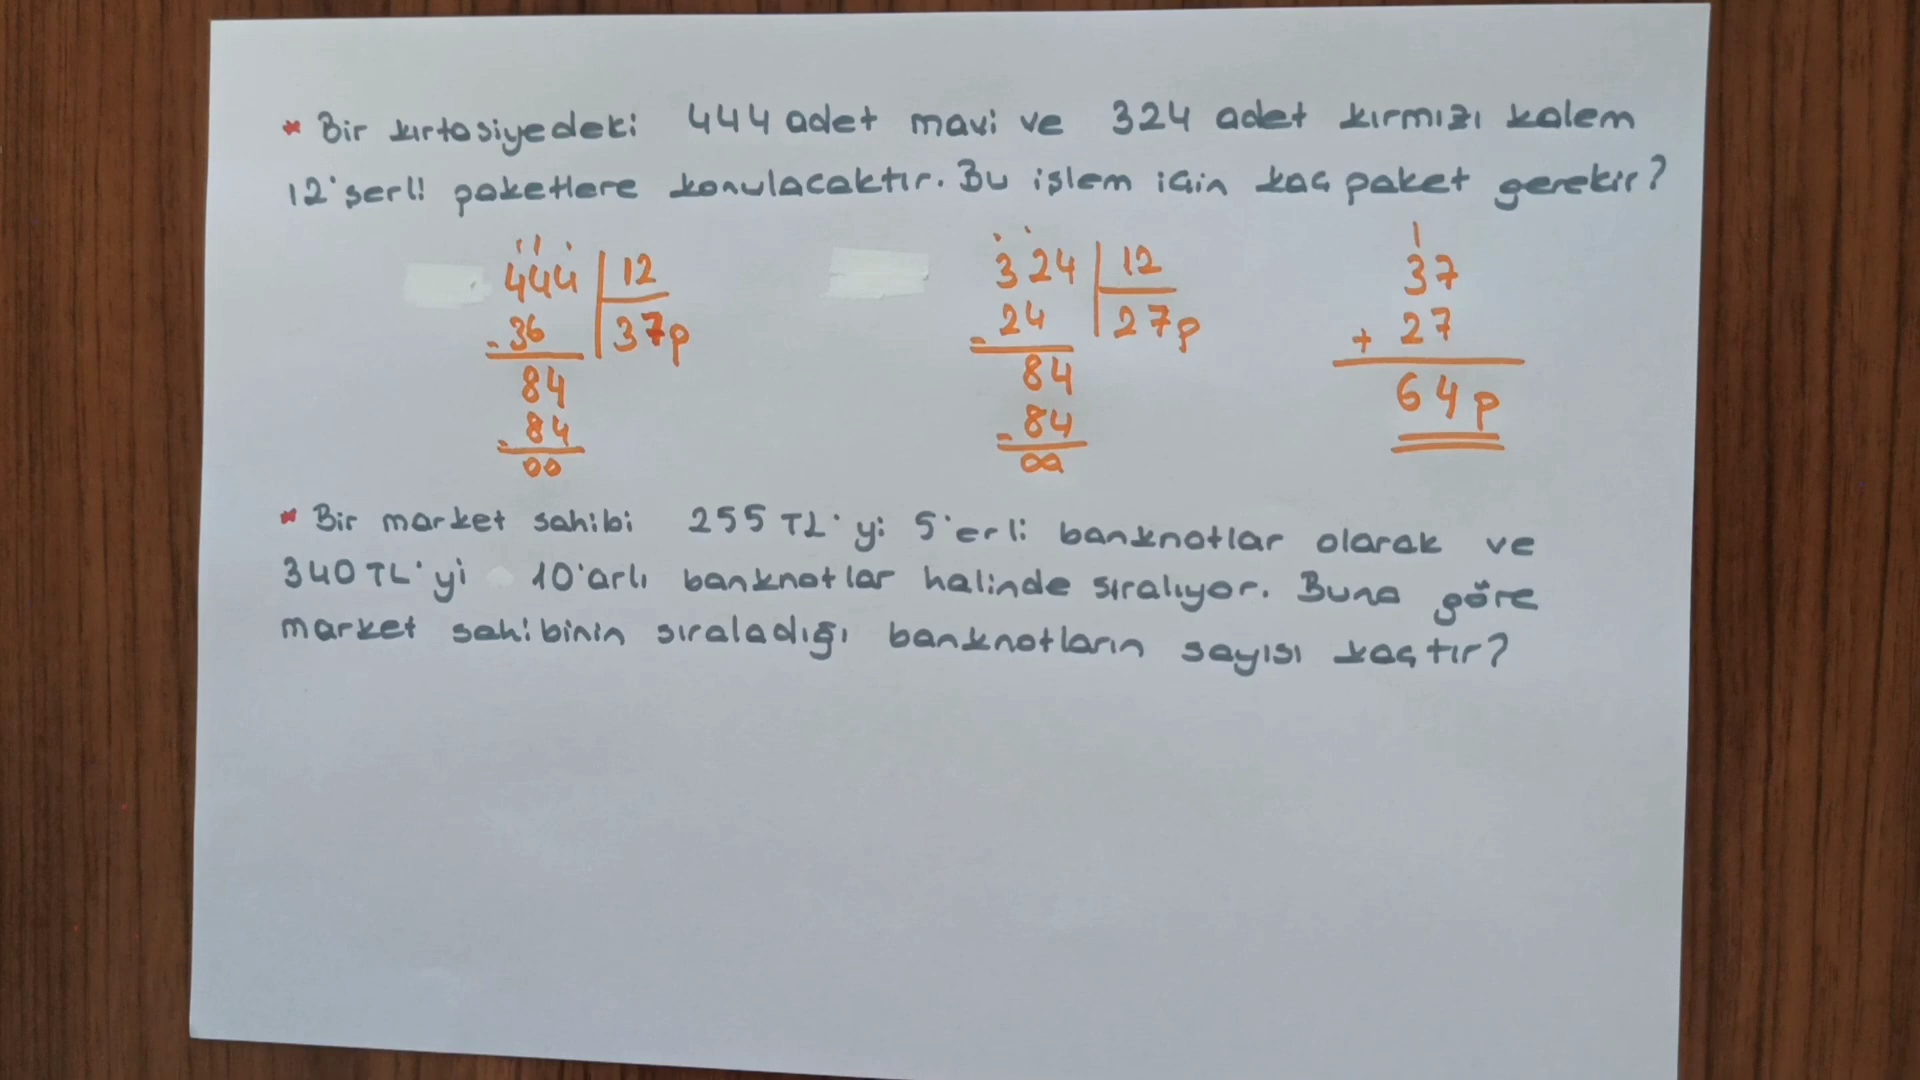 * Bir kırtasiyedeki 444 adet mavi ve 324 adet kırmızı kalem
12'şerli paketlere konulacaktır. Bu işlem için kaç paket gerekir?
444 | 12
- 36 | 37p
84
- 84
00
324 | 12
- 24 | 27p
84
- 84
00
1
37
+ 27
64p
* Bir market sahibi 255 TL'yi 5'erli banknotlar olarak ve
340 TL'yi 10'arlı banknotlar halinde sıralıyor. Buna göre
market sahibinin sıraladığı banknotların sayısı kaçtır?